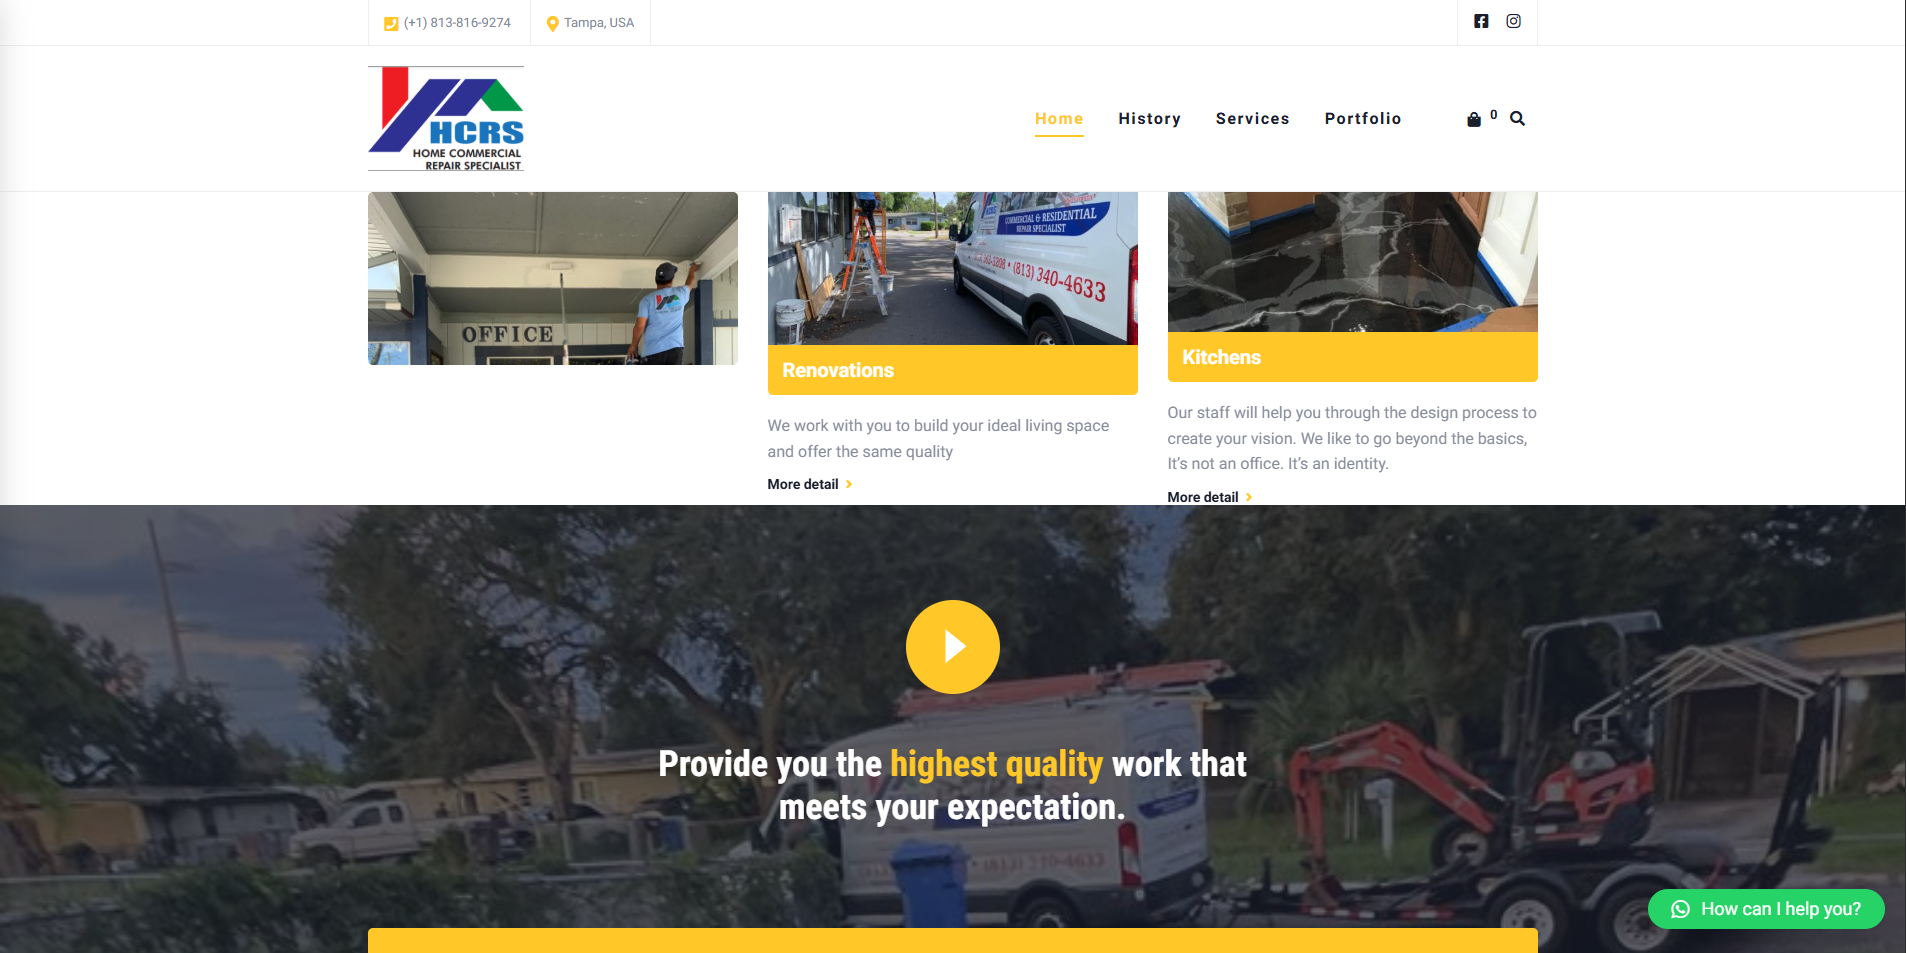 (+1) 813-816-9274
Tampa, USA
HCRS
HOME COMMERCIAL
REPAIR SPECIALIST
Home
History
Services
Portfolio
0
OFFICE
COMMERCIAL & RESIDENTIAL
REPAIR SPECIALIST
(813) 340-4633
Renovations
We work with you to build your ideal living space
and offer the same quality
More detail
Kitchens
Our staff will help you through the design process to
create your vision. We like to go beyond the basics,
It’s not an office. It’s an identity.
More detail
Provide you the highest quality work that
meets your expectation.
(813) 340-4633
How can I help you?